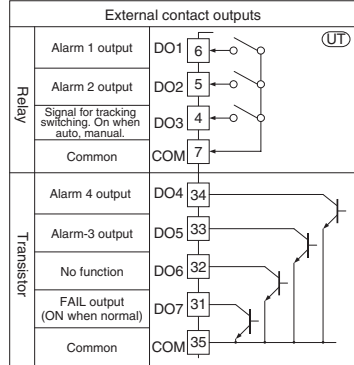 External contact outputs
UT
Relay
Alarm 1 output DO1 6
Alarm 2 output DO2 5
Signal for tracking
switching. On when
auto, manual.
DO3 4
Common COM 7
Transistor
Alarm 4 output DO4 34
Alarm-3 output DO5 33
No function DO6 32
FAIL output
(ON when normal)
DO7 31
Common COM 35